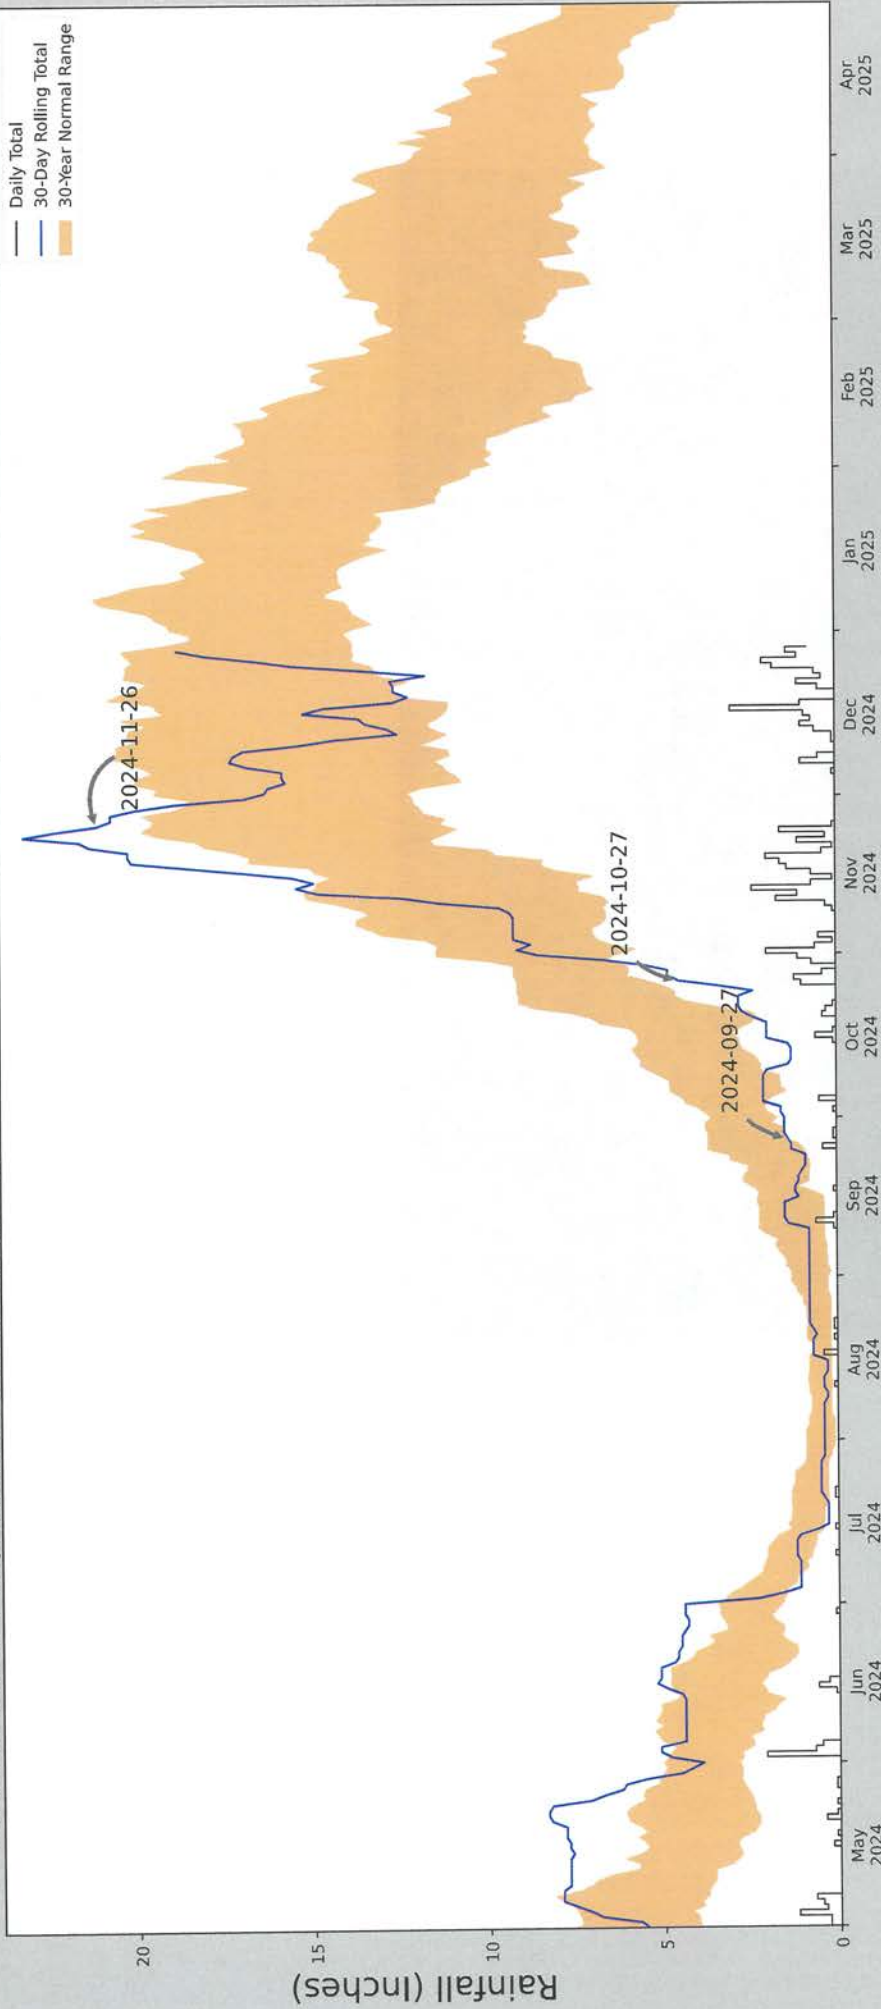 Daily Total
30-Day Rolling Total
30-Year Normal Range
Rainfall (Inches)
20
15
10
5
0
2024-09-27
2024-10-27
2024-11-26
May
2024
Jun
2024
Jul
2024
Aug
2024
Sep
2024
Oct
2024
Nov
2024
Dec
2024
Jan
2025
Feb
2025
Mar
2025
Apr
2025